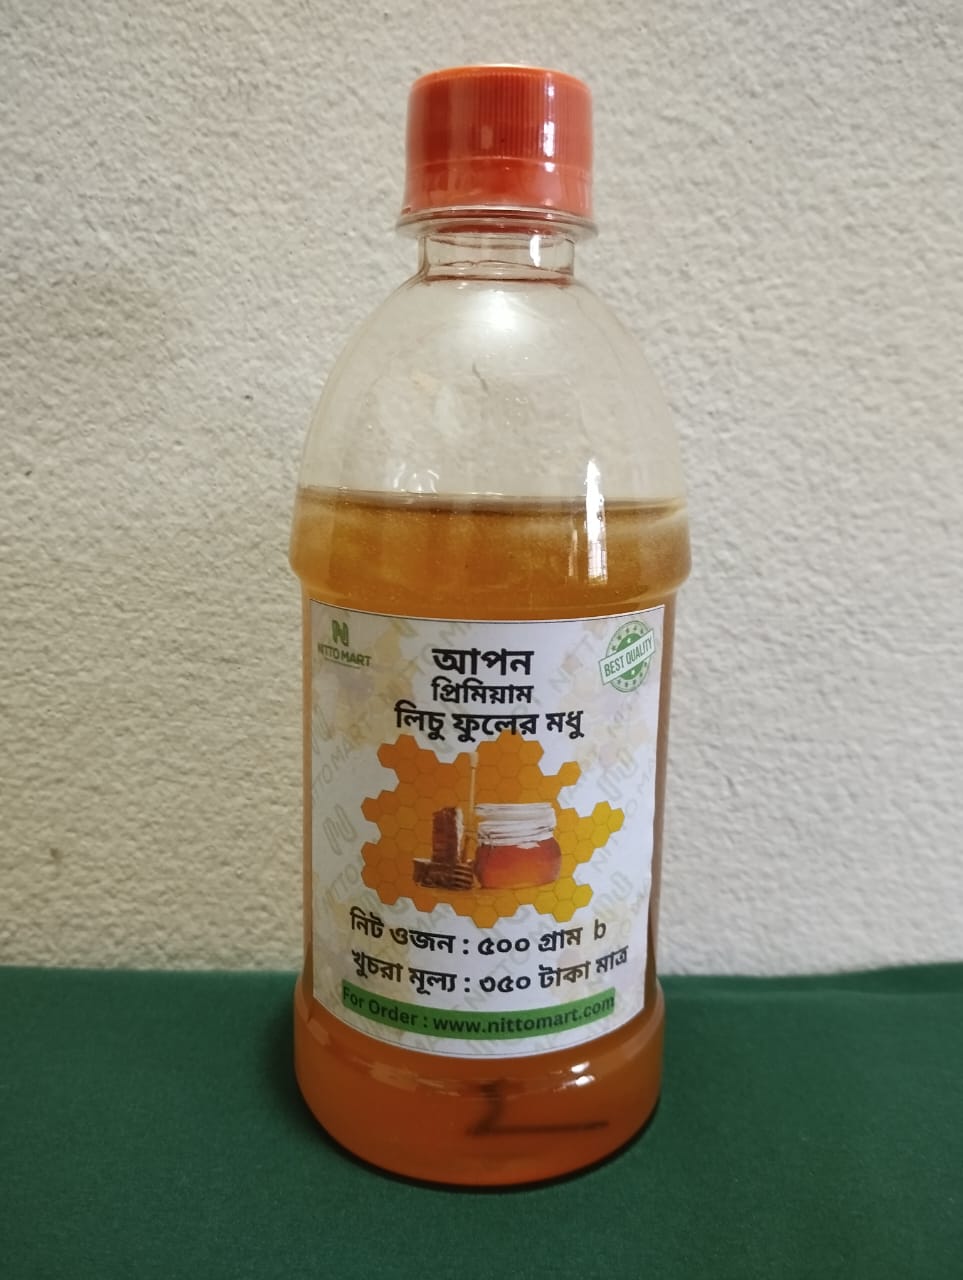 NITTO MART
BEST QUALITY
আপন
প্রিমিয়াম
লিচু ফুলের মধু
নিট ওজন : ৫০০ গ্রাম b
খুচরা মূল্য : ৩৫০ টাকা মাত্র
For Order : www.nittomart.com